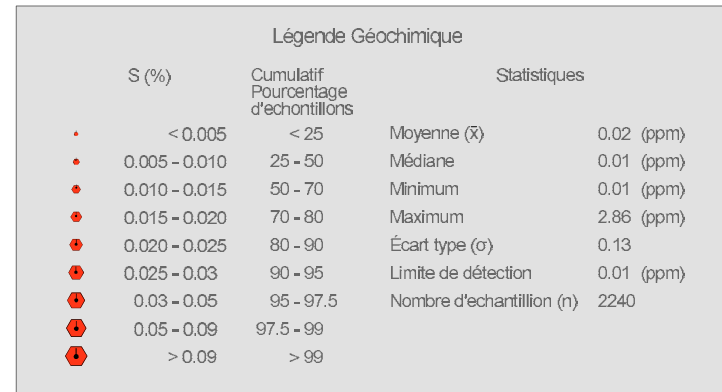 Légende Géochimique
S (%) Cumulatif Pourcentage d'echontillons Statistiques
< 0.005 < 25 Moyenne (x̄) 0.02 (ppm)
0.005 - 0.010 25 - 50 Médiane 0.01 (ppm)
0.010 - 0.015 50 - 70 Minimum 0.01 (ppm)
0.015 - 0.020 70 - 80 Maximum 2.86 (ppm)
0.020 - 0.025 80 - 90 Écart type (σ) 0.13
0.025 - 0.03 90 - 95 Limite de détection 0.01 (ppm)
0.03 - 0.05 95 - 97.5 Nombre d'echantillion (n) 2240
0.05 - 0.09 97.5 - 99
> 0.09 > 99